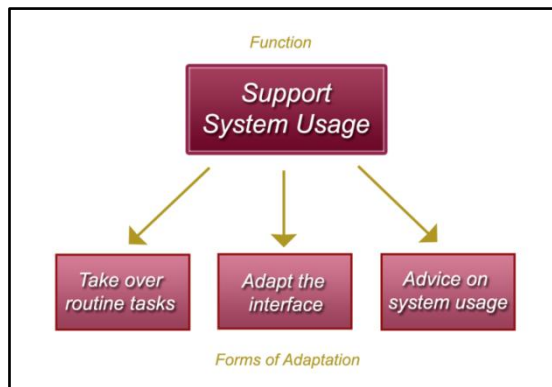 Function
Support
System Usage
Take over
routine tasks
Adapt the
interface
Advice on
system usage
Forms of Adaptation